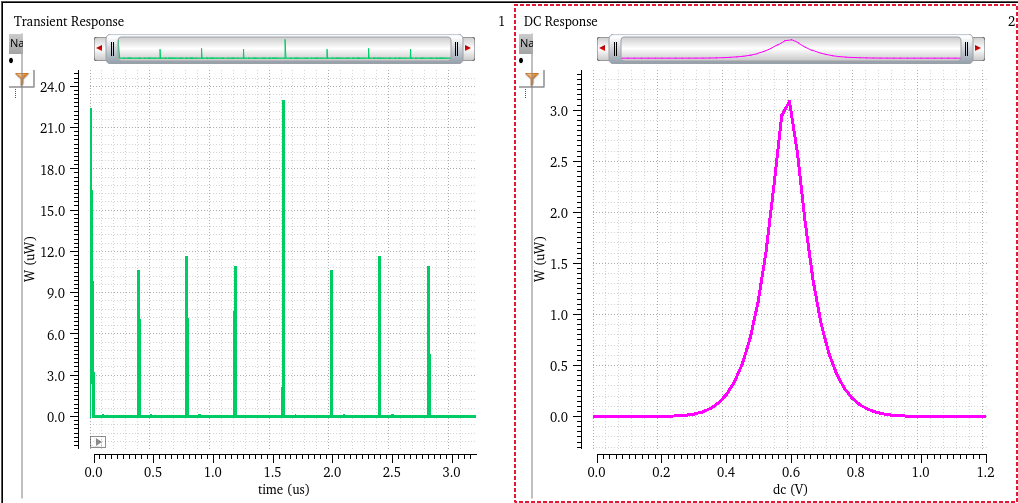 Transient Response 1
Na
24.0
21.0
18.0
15.0
12.0
9.0
6.0
3.0
0.0
W (uW)
0.0 0.5 1.0 1.5 2.0 2.5 3.0
time (us)
DC Response 2
Na
3.0
2.5
2.0
1.5
1.0
0.5
0.0
W (uW)
0.0 0.2 0.4 0.6 0.8 1.0 1.2
dc (V)